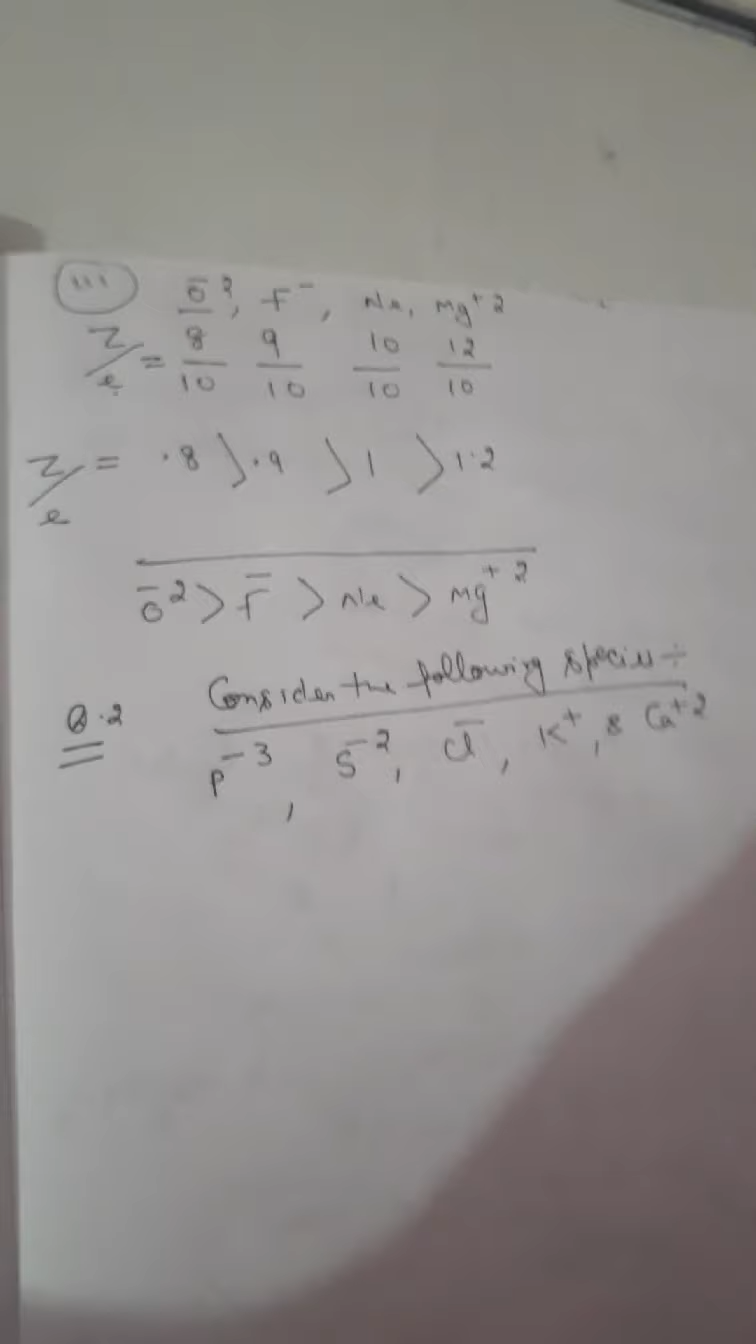 iii O̅², F⁻, Ne, Mg⁺²
Z/e = 8/10 9/10 10/10 12/10
Z/e = .8 > .9 > 1 > 1.2
O̅² > F̅ > Ne > Mg⁺²
Q.2 Consider the following species ÷
P⁻³, S⁻², Cl̅, K⁺, & Ca⁺²